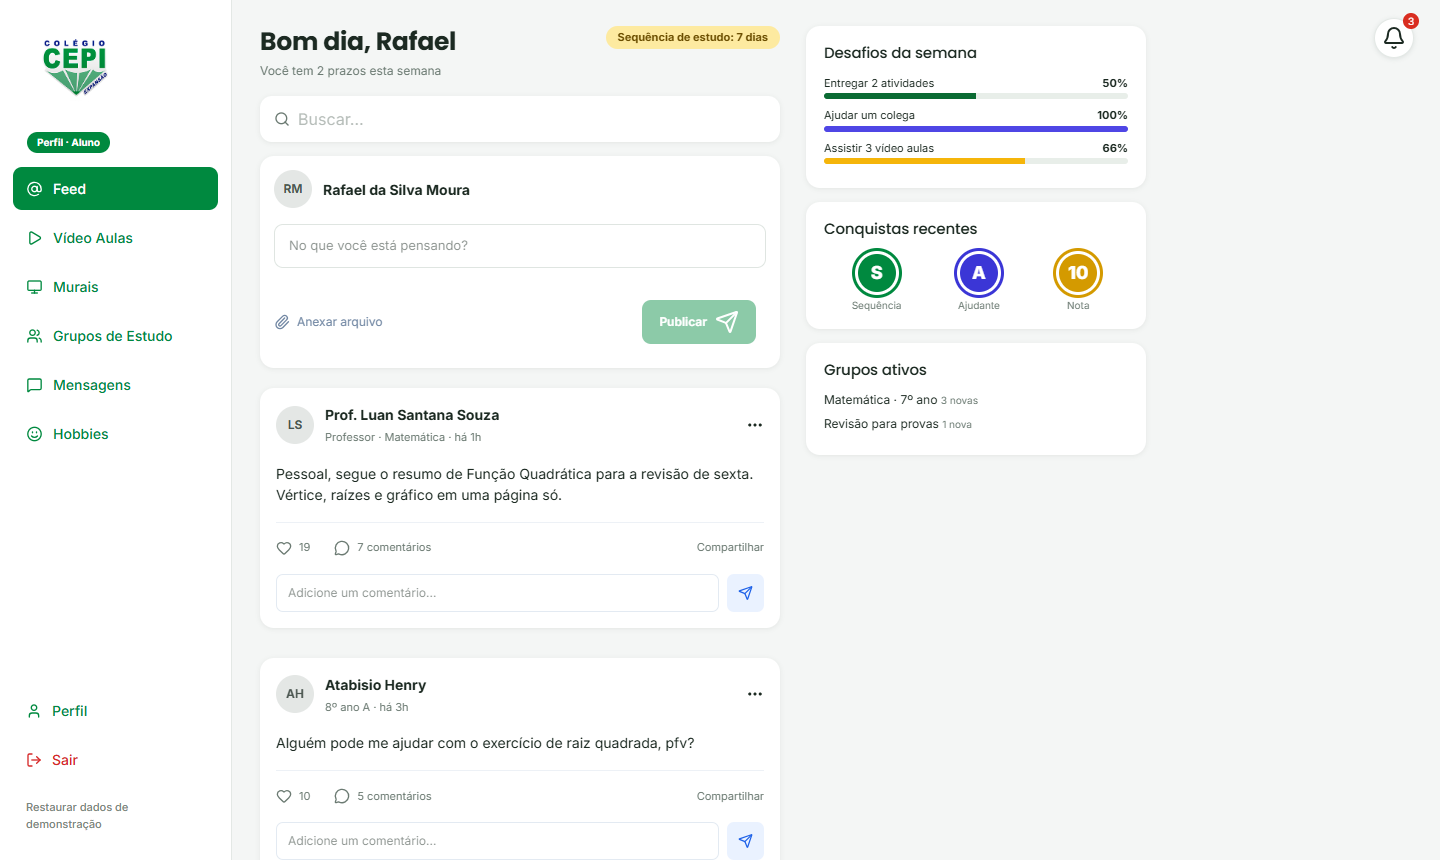 COLÉGIO
CEPI
EXPANSÃO
Perfil · Aluno
Feed
Vídeo Aulas
Murais
Grupos de Estudo
Mensagens
Hobbies
Perfil
Sair
Restaurar dados de
demonstração
Bom dia, Rafael
Sequência de estudo: 7 dias
Você tem 2 prazos esta semana
Buscar...
RM
Rafael da Silva Moura
No que você está pensando?
Anexar arquivo
Publicar
LS
Prof. Luan Santana Souza
Professor · Matemática · há 1h
Pessoal, segue o resumo de Função Quadrática para a revisão de sexta.
Vértice, raízes e gráfico em uma página só.
19
7 comentários
Compartilhar
Adicione um comentário...
AH
Atabisio Henry
8º ano A · há 3h
Alguém pode me ajudar com o exercício de raiz quadrada, pfv?
10
5 comentários
Compartilhar
Adicione um comentário...
Desafios da semana
Entregar 2 atividades 50%
Ajudar um colega 100%
Assistir 3 vídeo aulas 66%
Conquistas recentes
S A 10
Sequência Ajudante Nota
Grupos ativos
Matemática · 7º ano 3 novas
Revisão para provas 1 nova
3